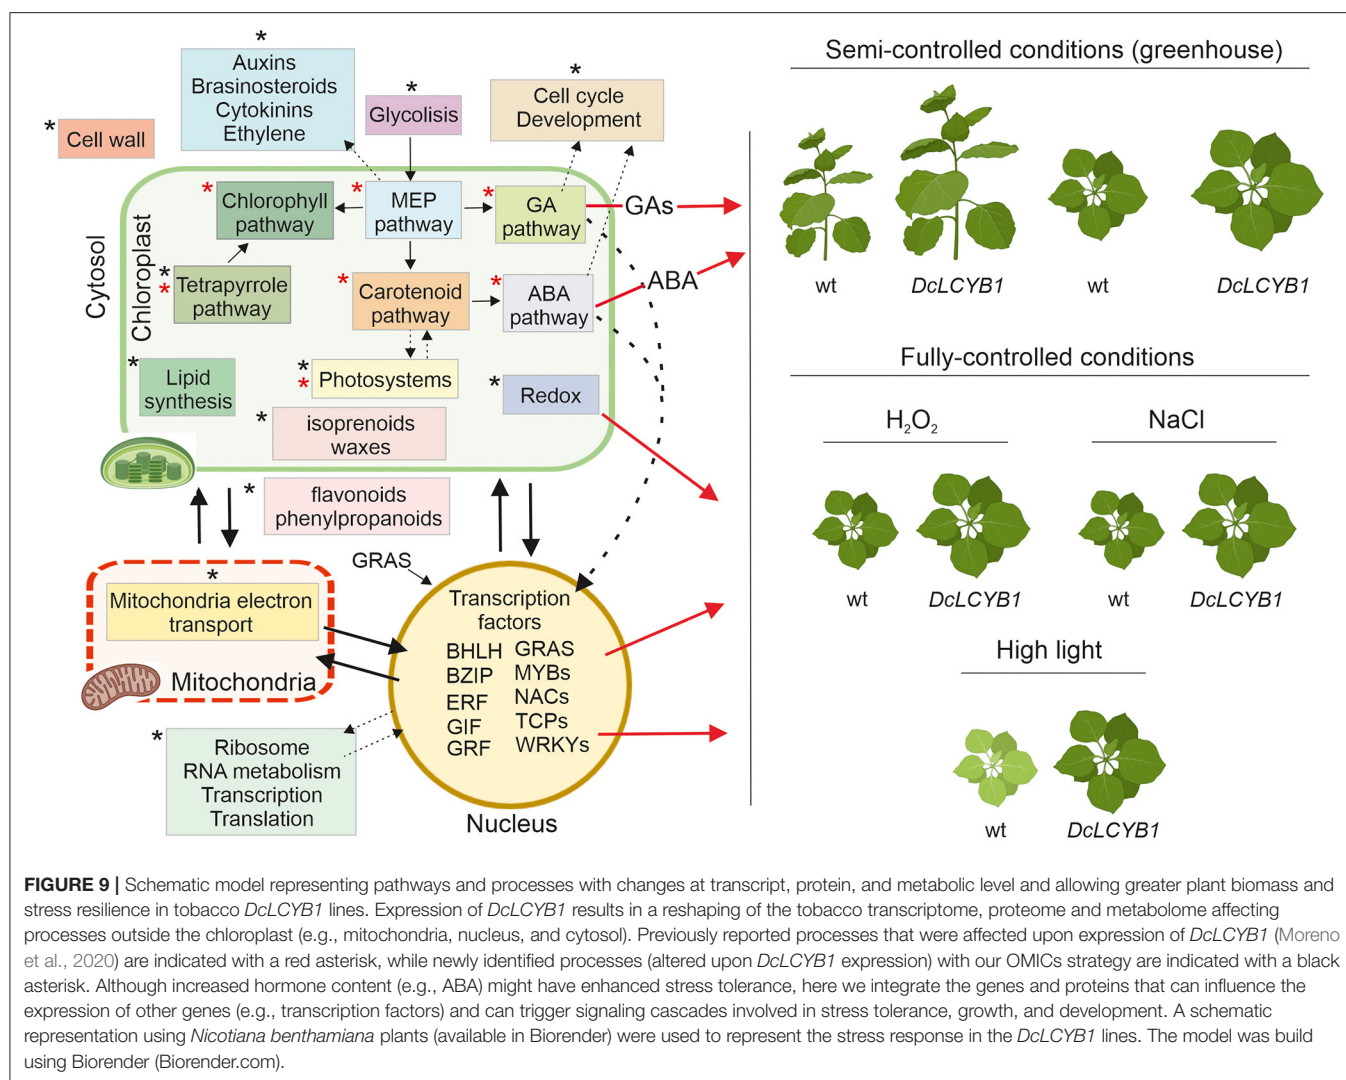 *
Auxins
Brasinosteroids
Cytokinins
Ethylene
*
Glycolisis
*
Cell cycle
Development
*
Cell wall
Cytosol
Chloroplast
*
Chlorophyll
pathway
*
MEP
pathway
*
GA
pathway
GAs
*
*
Tetrapyrrole
pathway
*
Carotenoid
pathway
*
ABA
pathway
ABA
*
Lipid
synthesis
*
*
Photosystems
*
Redox
*
isoprenoids
waxes
*
flavonoids
phenylpropanoids
*
Mitochondria electron
transport
Mitochondria
GRAS
Transcription
factors
BHLH
BZIP
ERF
GIF
GRF
GRAS
MYBs
NACs
TCPs
WRKYs
Nucleus
*
Ribosome
RNA metabolism
Transcription
Translation
Semi-controlled conditions (greenhouse)
wt DcLCYB1 wt DcLCYB1
Fully-controlled conditions
H₂O₂ NaCl
wt DcLCYB1 wt DcLCYB1
High light
wt DcLCYB1
FIGURE 9 | Schematic model representing pathways and processes with changes at transcript, protein, and metabolic level and allowing greater plant biomass and
stress resilience in tobacco DcLCYB1 lines. Expression of DcLCYB1 results in a reshaping of the tobacco transcriptome, proteome and metabolome affecting
processes outside the chloroplast (e.g., mitochondria, nucleus, and cytosol). Previously reported processes that were affected upon expression of DcLCYB1 (Moreno
et al., 2020) are indicated with a red asterisk, while newly identified processes (altered upon DcLCYB1 expression) with our OMICs strategy are indicated with a black
asterisk. Although increased hormone content (e.g., ABA) might have enhanced stress tolerance, here we integrate the genes and proteins that can influence the
expression of other genes (e.g., transcription factors) and can trigger signaling cascades involved in stress tolerance, growth, and development. A schematic
representation using Nicotiana benthamiana plants (available in Biorender) were used to represent the stress response in the DcLCYB1 lines. The model was build
using Biorender (Biorender.com).